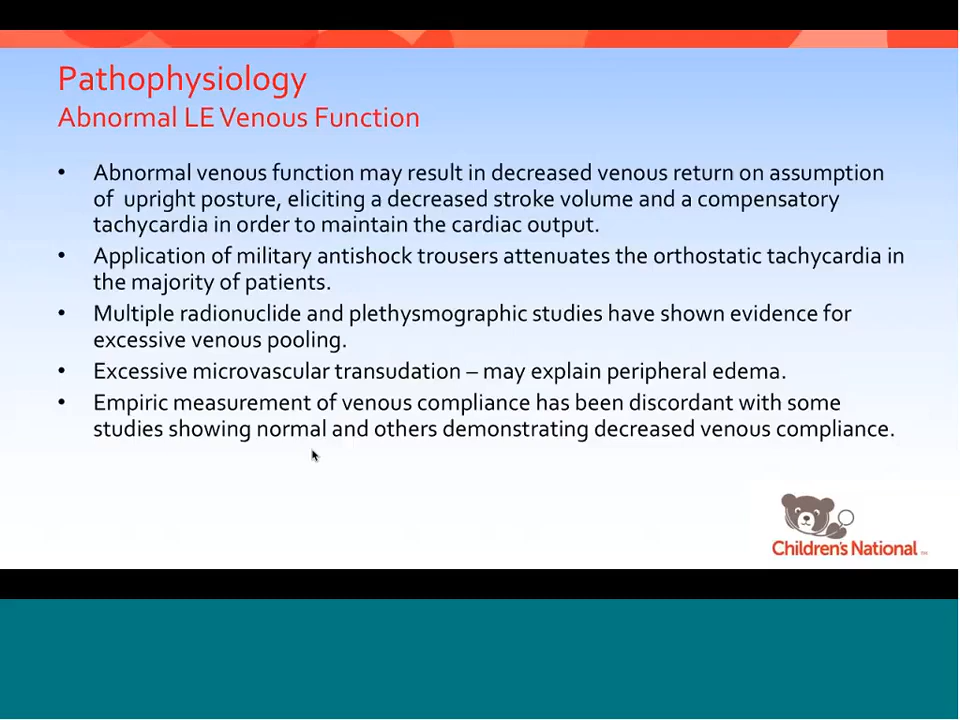 Pathophysiology
Abnormal LE Venous Function
• Abnormal venous function may result in decreased venous return on assumption
of upright posture, eliciting a decreased stroke volume and a compensatory
tachycardia in order to maintain the cardiac output.
• Application of military antishock trousers attenuates the orthostatic tachycardia in
the majority of patients.
• Multiple radionuclide and plethysmographic studies have shown evidence for
excessive venous pooling.
• Excessive microvascular transudation – may explain peripheral edema.
• Empiric measurement of venous compliance has been discordant with some
studies showing normal and others demonstrating decreased venous compliance.
Children's National ™